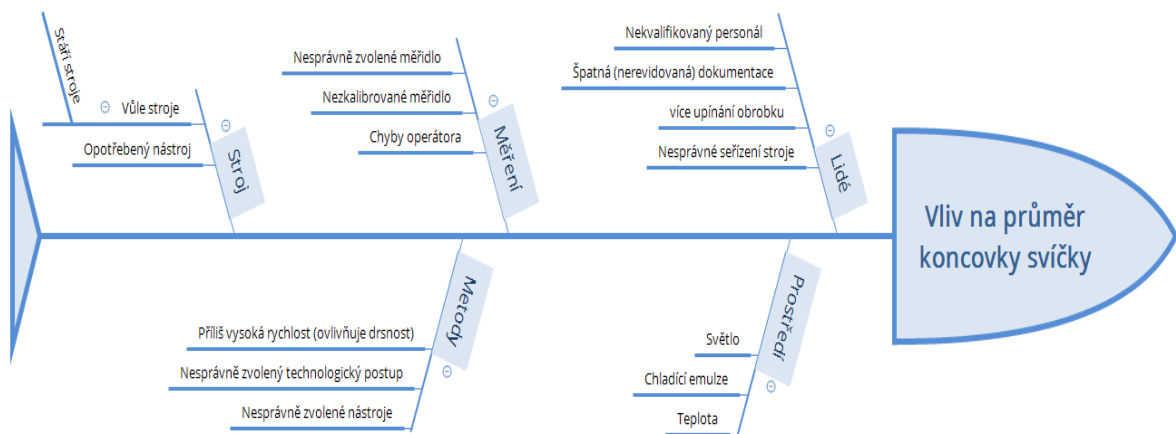 Stáří stroje
Vůle stroje
Opotřebený nástroj
Stroj
Nesprávně zvolené měřidlo
Nezkalibrované měřidlo
Chyby operátora
Měření
Nekvalifikovaný personál
Špatná (nerevidovaná) dokumentace
více upínání obrobku
Nesprávné seřízení stroje
Lidé
Vliv na průměr
koncovky svíčky
Metody
Příliš vysoká rychlost (ovlivňuje drsnost)
Nesprávně zvolený technologický postup
Nesprávně zvolené nástroje
Prostředí
Světlo
Chladící emulze
Teplota